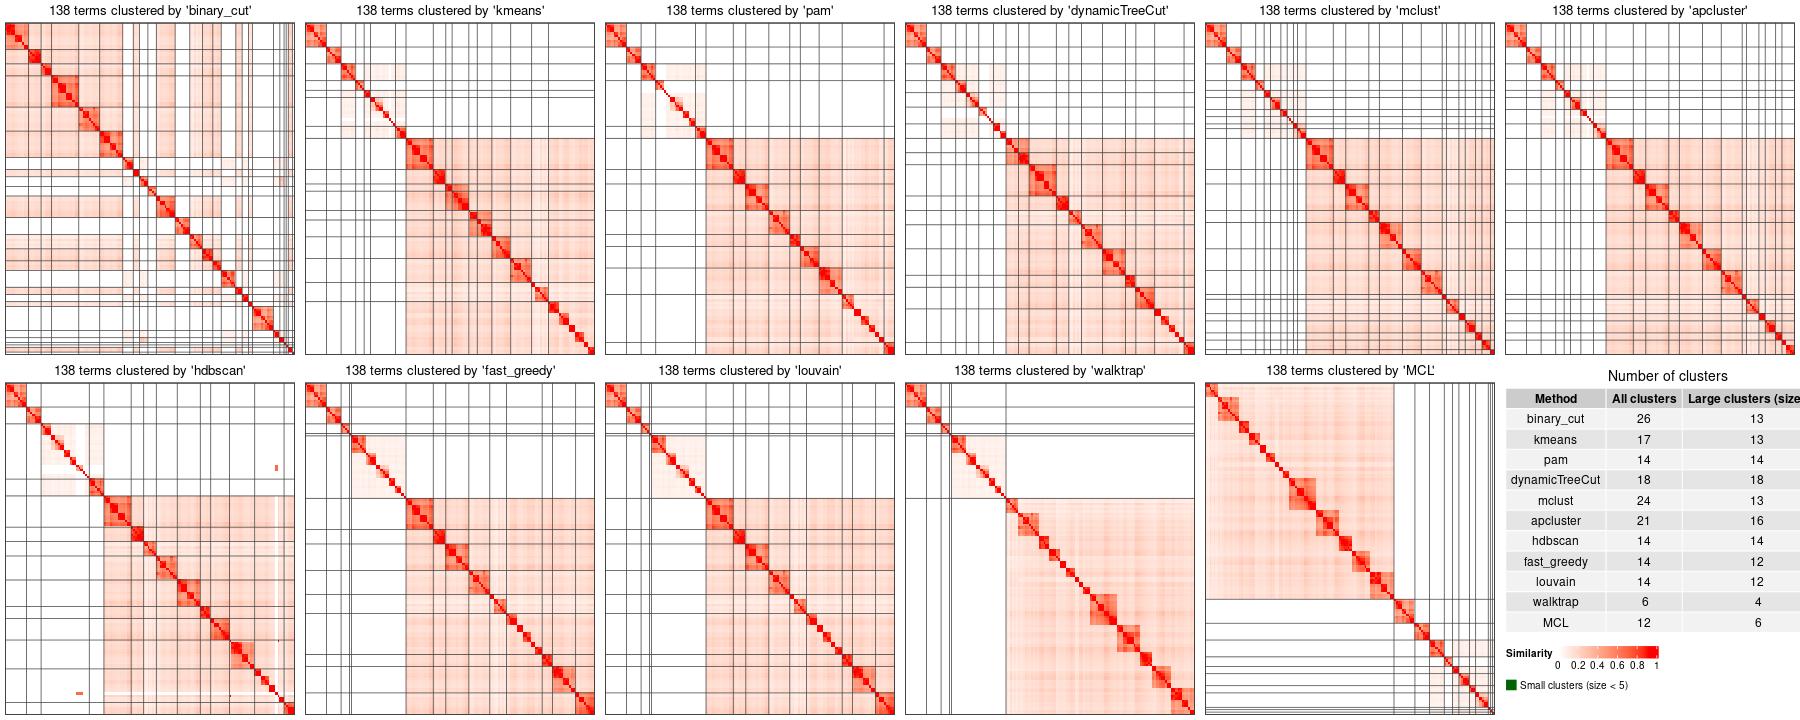 138 terms clustered by 'binary_cut'
138 terms clustered by 'kmeans'
138 terms clustered by 'pam'
138 terms clustered by 'dynamicTreeCut'
138 terms clustered by 'mclust'
138 terms clustered by 'apcluster'
138 terms clustered by 'hdbscan'
138 terms clustered by 'fast_greedy'
138 terms clustered by 'louvain'
138 terms clustered by 'walktrap'
138 terms clustered by 'MCL'
Number of clusters
Method All clusters Large clusters (size
binary_cut 26 13
kmeans 17 13
pam 14 14
dynamicTreeCut 18 18
mclust 24 13
apcluster 21 16
hdbscan 14 14
fast_greedy 14 12
louvain 14 12
walktrap 6 4
MCL 12 6
Similarity
0 0.2 0.4 0.6 0.8 1
Small clusters (size < 5)